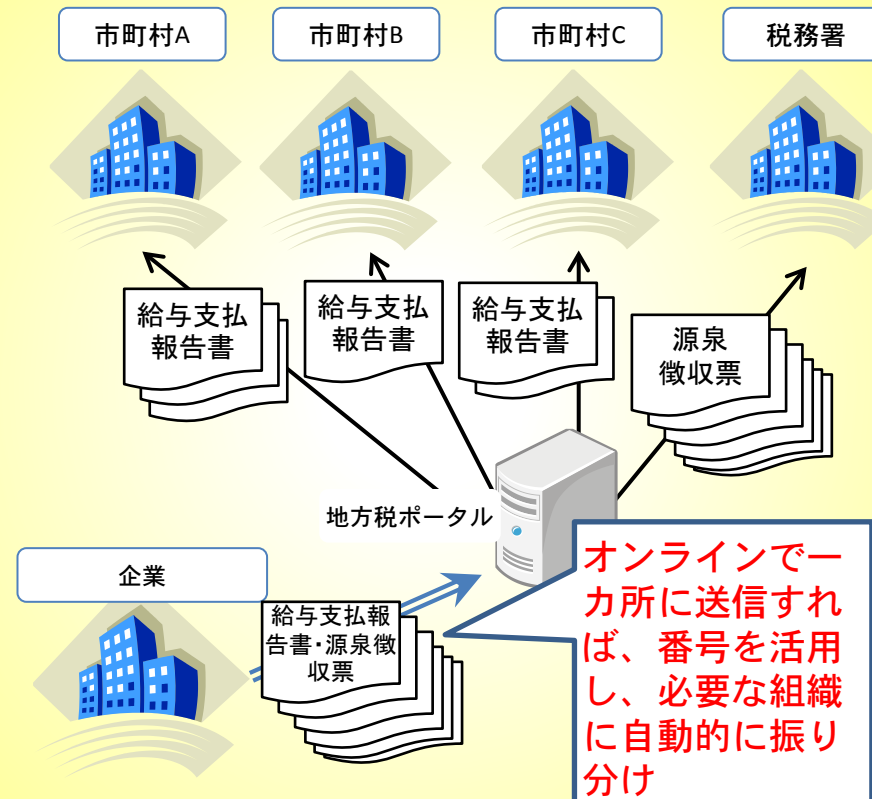 市町村A
市町村B
市町村C
税務署
給与支払
報告書
給与支払
報告書
給与支払
報告書
源泉
徴収票
地方税ポータル
企業
給与支払報
告書・源泉徴
収票
オンラインで一
カ所に送信すれ
ば、番号を活用
し、必要な組織
に自動的に振り
分け